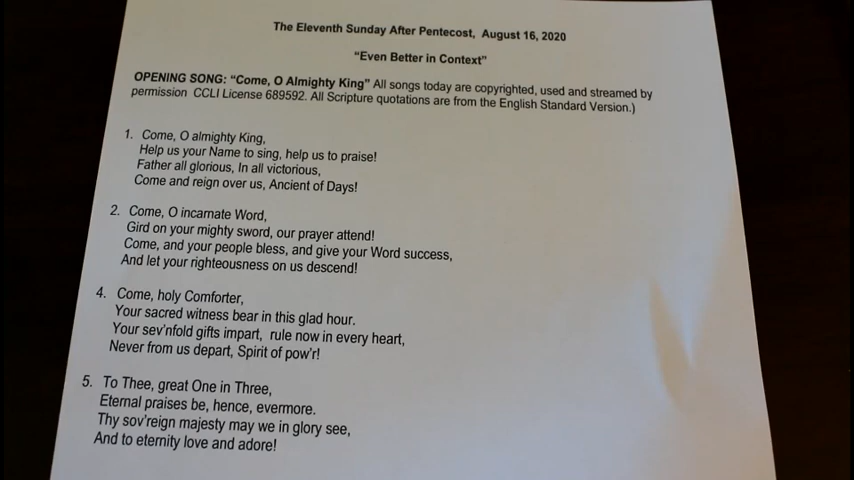 The Eleventh Sunday After Pentecost, August 16, 2020
“Even Better in Context”
OPENING SONG: “Come, O Almighty King” All songs today are copyrighted, used and streamed by
permission CCLI License 689592. All Scripture quotations are from the English Standard Version.)
1. Come, O almighty King,
Help us your Name to sing, help us to praise!
Father all glorious, In all victorious,
Come and reign over us, Ancient of Days!
2. Come, O incarnate Word,
Gird on your mighty sword, our prayer attend!
Come, and your people bless, and give your Word success,
And let your righteousness on us descend!
4. Come, holy Comforter,
Your sacred witness bear in this glad hour.
Your sev'nfold gifts impart, rule now in every heart,
Never from us depart, Spirit of pow'r!
5. To Thee, great One in Three,
Eternal praises be, hence, evermore.
Thy sov'reign majesty may we in glory see,
And to eternity love and adore!